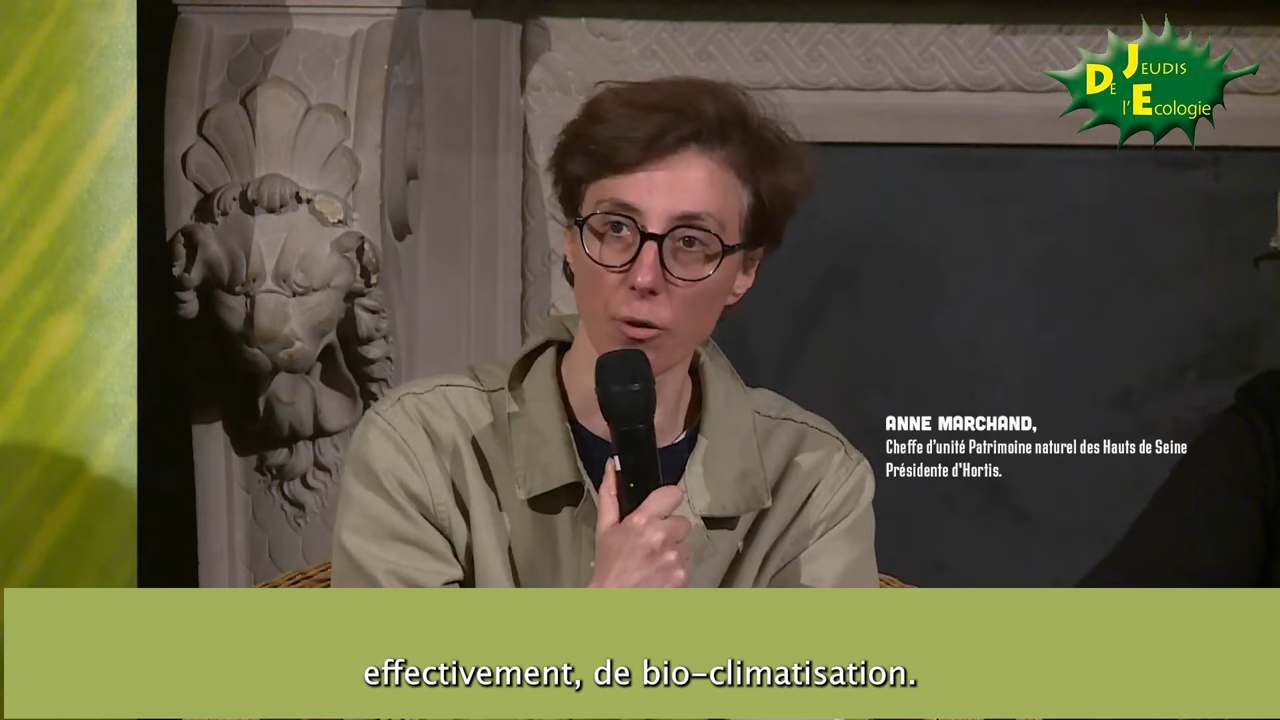 JEUDIS
DE
l'Ecologie
ANNE MARCHAND,
Cheffe d'unité Patrimoine naturel des Hauts de Seine
Présidente d'Hortis.
effectivement, de bio-climatisation.